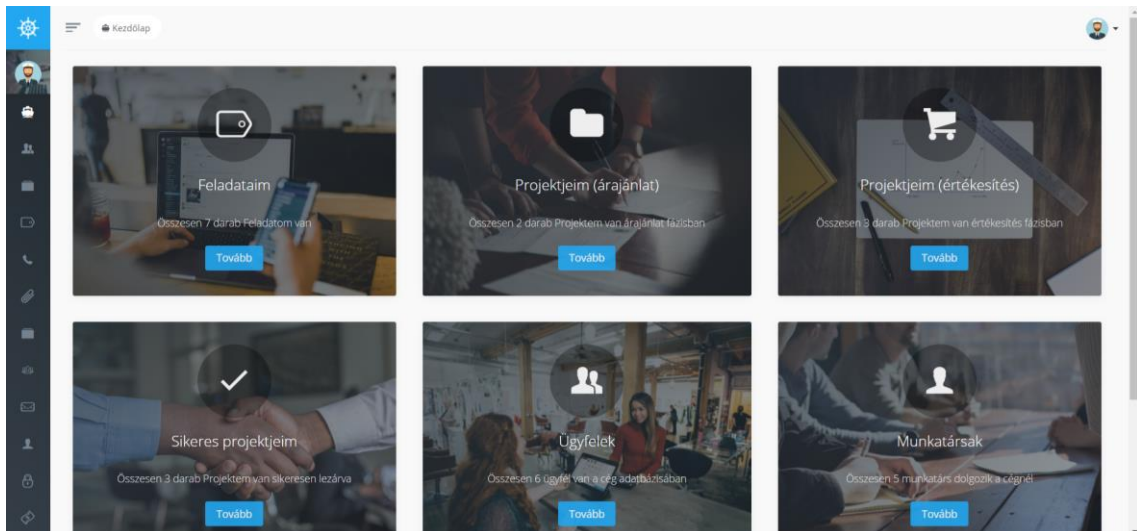 Kezdőlap
Feladataim
Összesen 7 darab Feladatom van
Tovább
Projektjeim (árajánlat)
Összesen 2 darab Projektem van árajánlat fázisban
Tovább
Projektjeim (értékesítés)
Összesen 3 darab Projektem van értékesítés fázisban
Tovább
Sikeres projektjeim
Összesen 3 darab Projektem van sikeresen lezárva
Tovább
Ügyfelek
Összesen 6 ügyfél van a cég adatbázisában
Tovább
Munkatársak
Összesen 5 munkatárs dolgozik a cégnél
Tovább